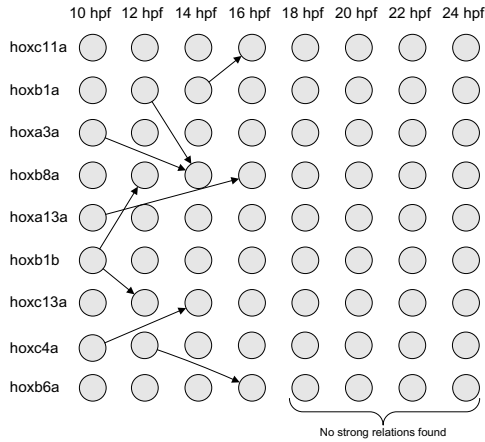 10 hpf 12 hpf 14 hpf 16 hpf 18 hpf 20 hpf 22 hpf 24 hpf
hoxc11a
hoxb1a
hoxa3a
hoxb8a
hoxa13a
hoxb1b
hoxc13a
hoxc4a
hoxb6a
No strong relations found